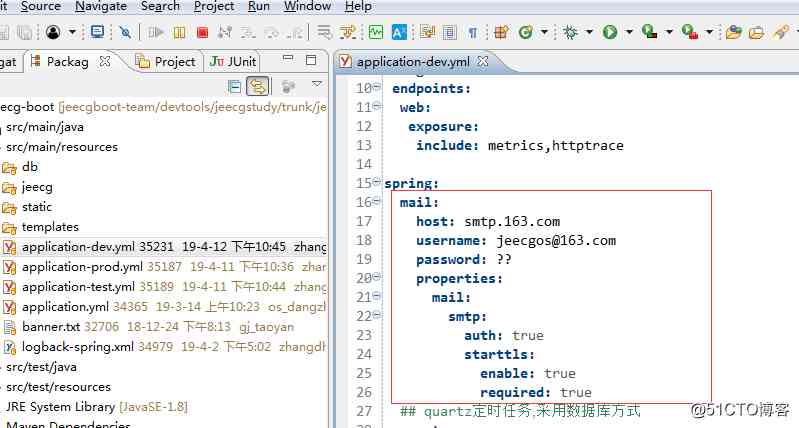 it Source Navigate Search Project Run Window Help
gat Packag Project JUnit
application-dev.yml
ecg-boot [jeecgboot-team/devtools/jeecgstudy/trunk/je
src/main/java
src/main/resources
db
jeecg
static
templates
application-dev.yml 35231 19-4-12 下午10:45 zhang
application-prod.yml 35187 19-4-11 下午10:36 zhan
application-test.yml 35189 19-4-11 下午10:44 zhang
application.yml 34365 19-3-14 上午10:23 os_dangzh
banner.txt 32706 18-12-24 下午8:13 gj_taoyan
logback-spring.xml 34979 19-4-2 下午5:02 zhangdh
src/test/java
src/test/resources
JRE System Library [JavaSE-1.8]
Maven Dependencies
10 endpoints:
11 web:
12 exposure:
13 include: metrics,httptrace
14
15 spring:
16 mail:
17 host: smtp.163.com
18 username: jeecgos@163.com
19 password: ??
20 properties:
21 mail:
22 smtp:
23 auth: true
24 starttls:
25 enable: true
26 required: true
27 ## quartz定时任务,采用数据库方式
@51CTO博客